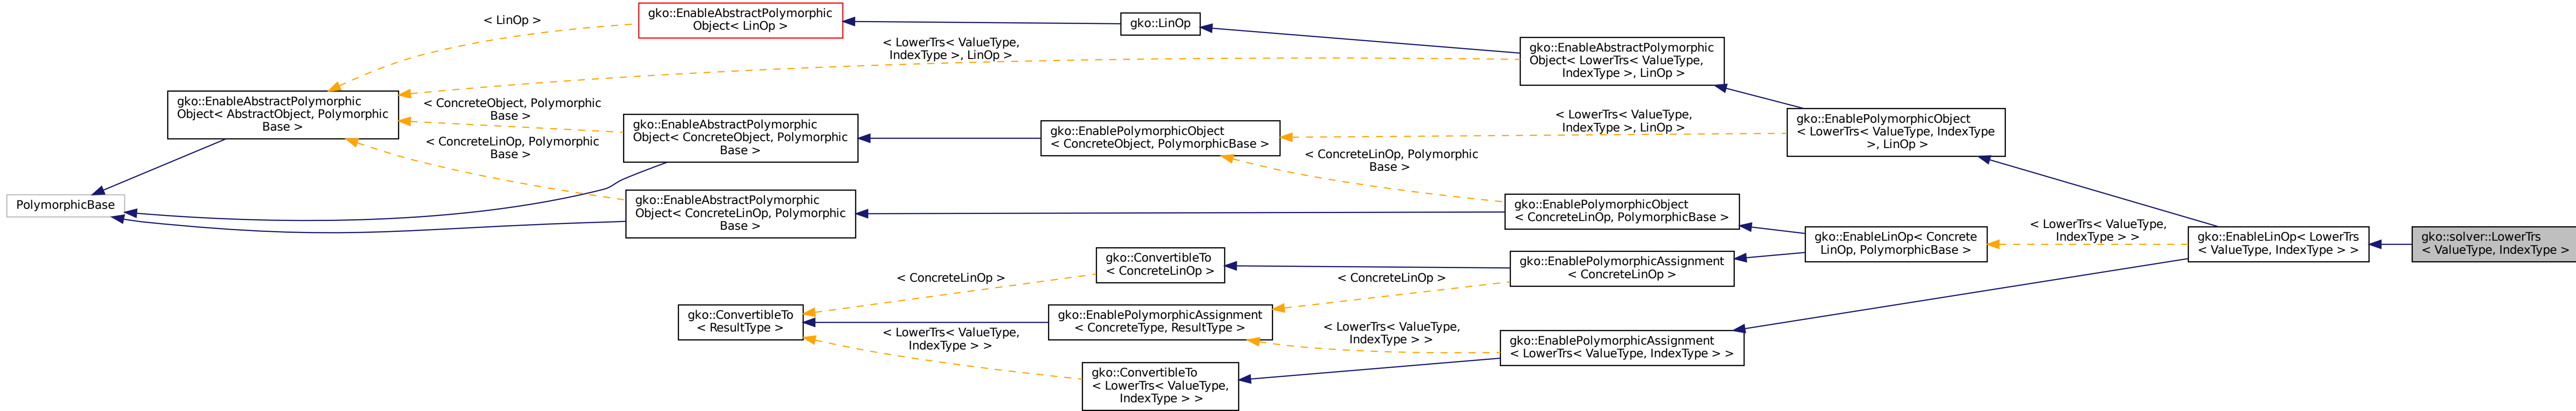 gko::EnableAbstractPolymorphic
Object< LinOp >
< LinOp >
gko::LinOp
< LowerTrs< ValueType,
IndexType >, LinOp >
gko::EnableAbstractPolymorphic
Object< LowerTrs< ValueType,
IndexType >, LinOp >
gko::EnableAbstractPolymorphic
Object< AbstractObject, Polymorphic
Base >
< ConcreteObject, Polymorphic
Base >
gko::EnableAbstractPolymorphic
Object< ConcreteObject, Polymorphic
Base >
gko::EnablePolymorphicObject
< ConcreteObject, PolymorphicBase >
< LowerTrs< ValueType,
IndexType >, LinOp >
gko::EnablePolymorphicObject
< LowerTrs< ValueType, IndexType
>, LinOp >
< ConcreteLinOp, Polymorphic
Base >
< ConcreteLinOp, Polymorphic
Base >
PolymorphicBase
gko::EnableAbstractPolymorphic
Object< ConcreteLinOp, Polymorphic
Base >
gko::EnablePolymorphicObject
< ConcreteLinOp, PolymorphicBase >
gko::EnableLinOp< Concrete
LinOp, PolymorphicBase >
< LowerTrs< ValueType,
IndexType > >
gko::EnableLinOp< LowerTrs
< ValueType, IndexType > >
gko::solver::LowerTrs
< ValueType, IndexType >
gko::ConvertibleTo
< ConcreteLinOp >
gko::EnablePolymorphicAssignment
< ConcreteLinOp >
< ConcreteLinOp >
< ConcreteLinOp >
gko::ConvertibleTo
< ResultType >
gko::EnablePolymorphicAssignment
< ConcreteType, ResultType >
< LowerTrs< ValueType,
IndexType > >
< LowerTrs< ValueType,
IndexType > >
gko::EnablePolymorphicAssignment
< LowerTrs< ValueType, IndexType > >
gko::ConvertibleTo
< LowerTrs< ValueType,
IndexType > >